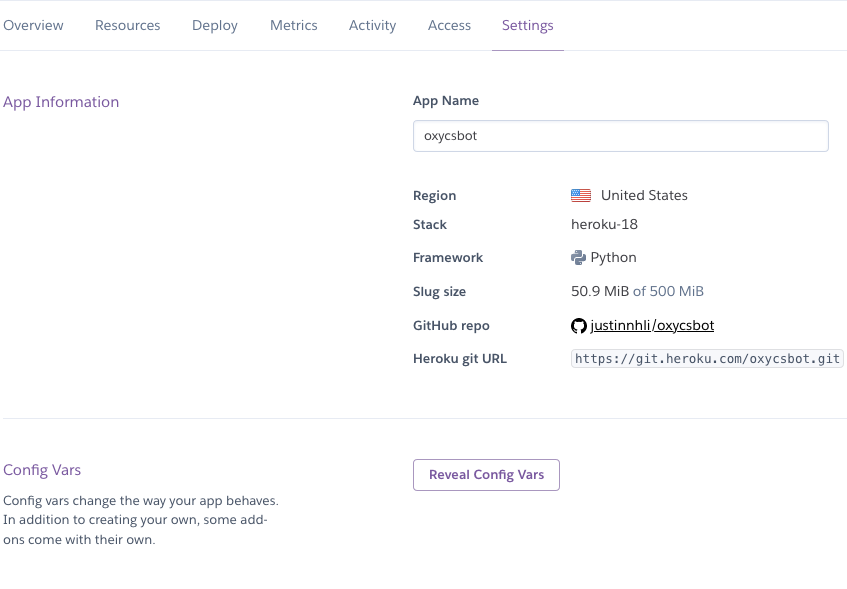 Overview Resources Deploy Metrics Activity Access Settings
App Information
App Name
oxycsbot
Region United States
Stack heroku-18
Framework Python
Slug size 50.9 MiB of 500 MiB
GitHub repo justinnhli/oxycsbot
Heroku git URL https://git.heroku.com/oxycsbot.git
Config Vars
Reveal Config Vars
Config vars change the way your app behaves.
In addition to creating your own, some add-
ons come with their own.